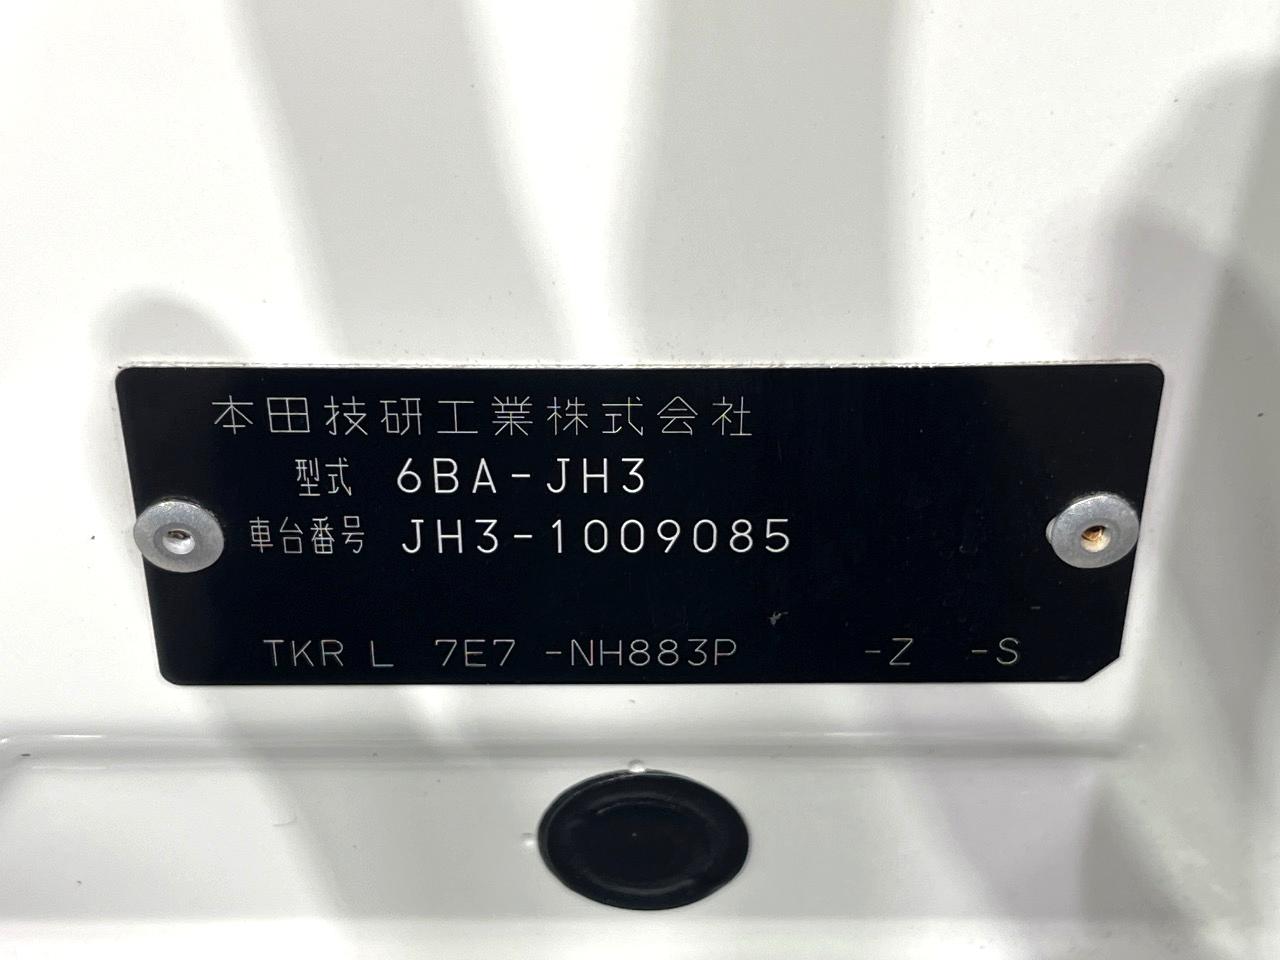 本田技研工業株式会社
型式 6BA-JH3
車台番号 JH3-1009085
TKR L 7E7 -NH883P -Z -S